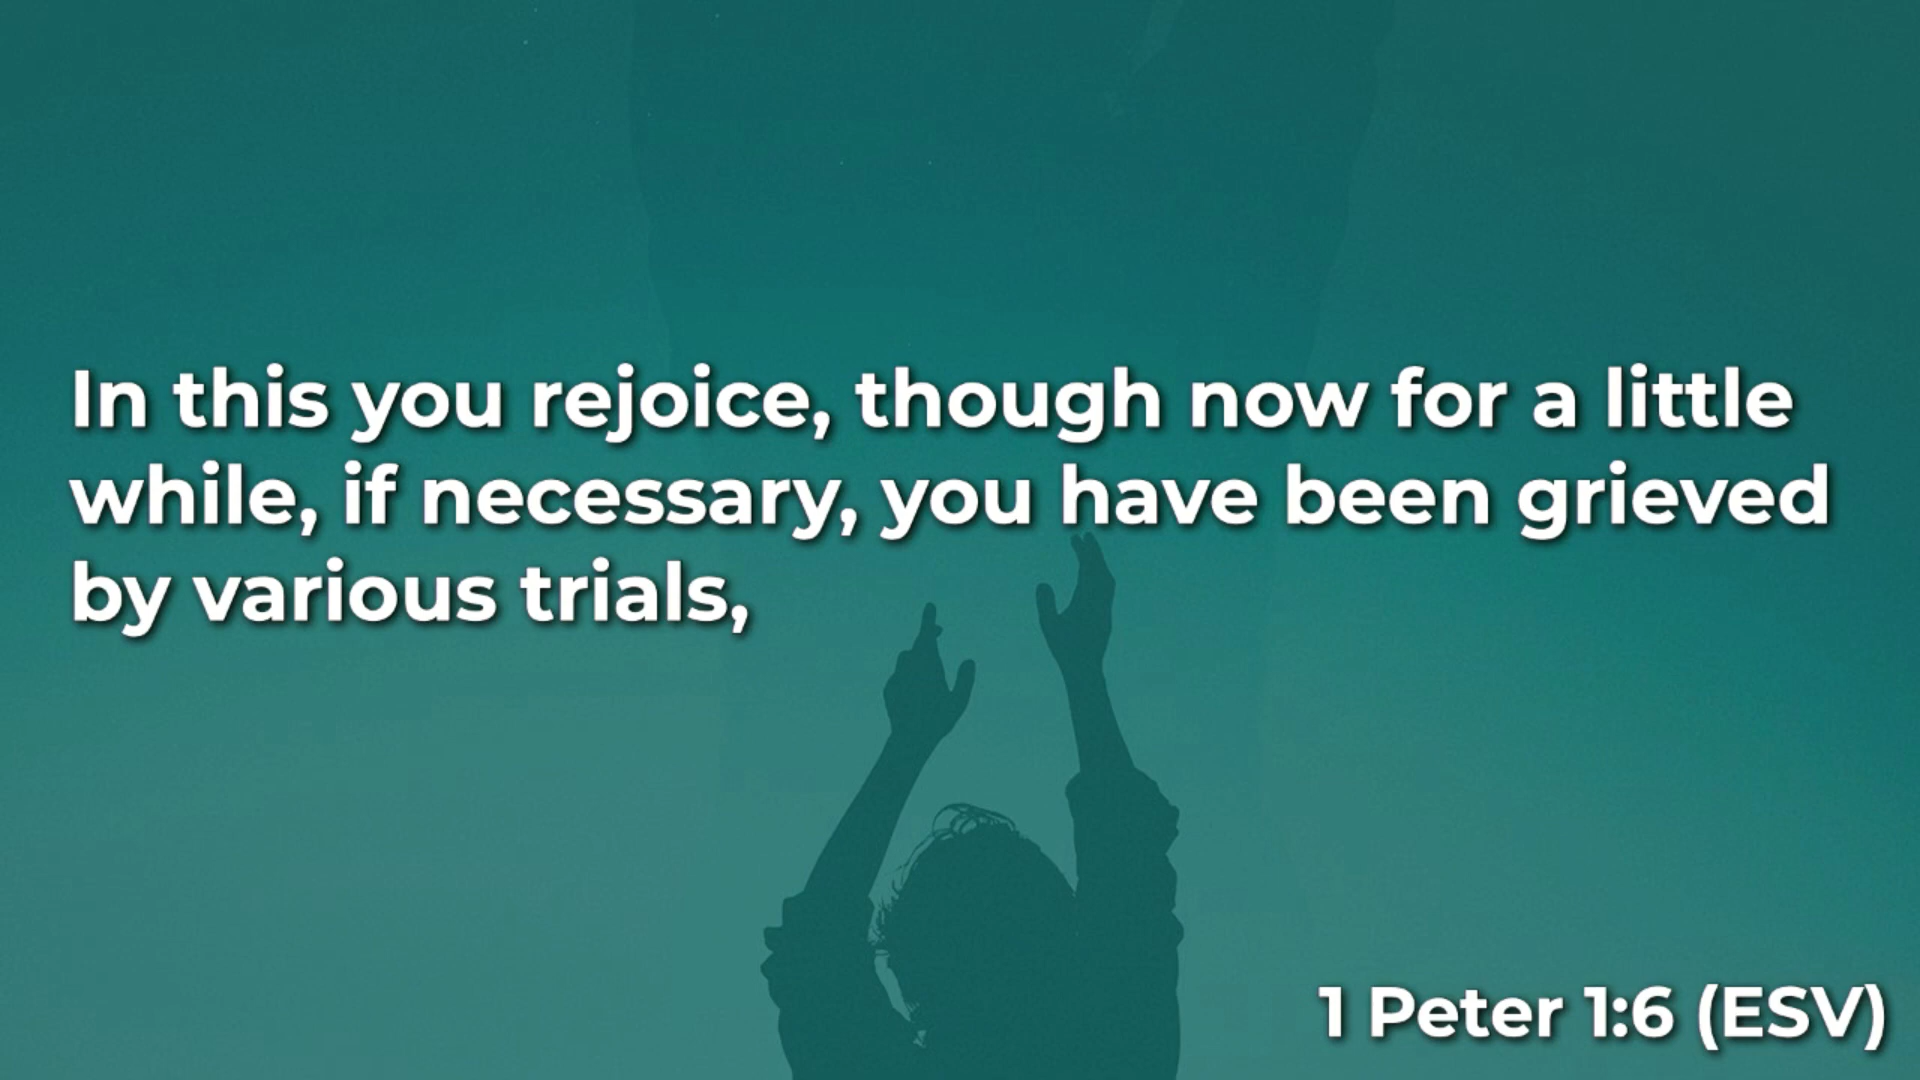 In this you rejoice, though now for a little
while, if necessary, you have been grieved
by various trials,
1 Peter 1:6 (ESV)